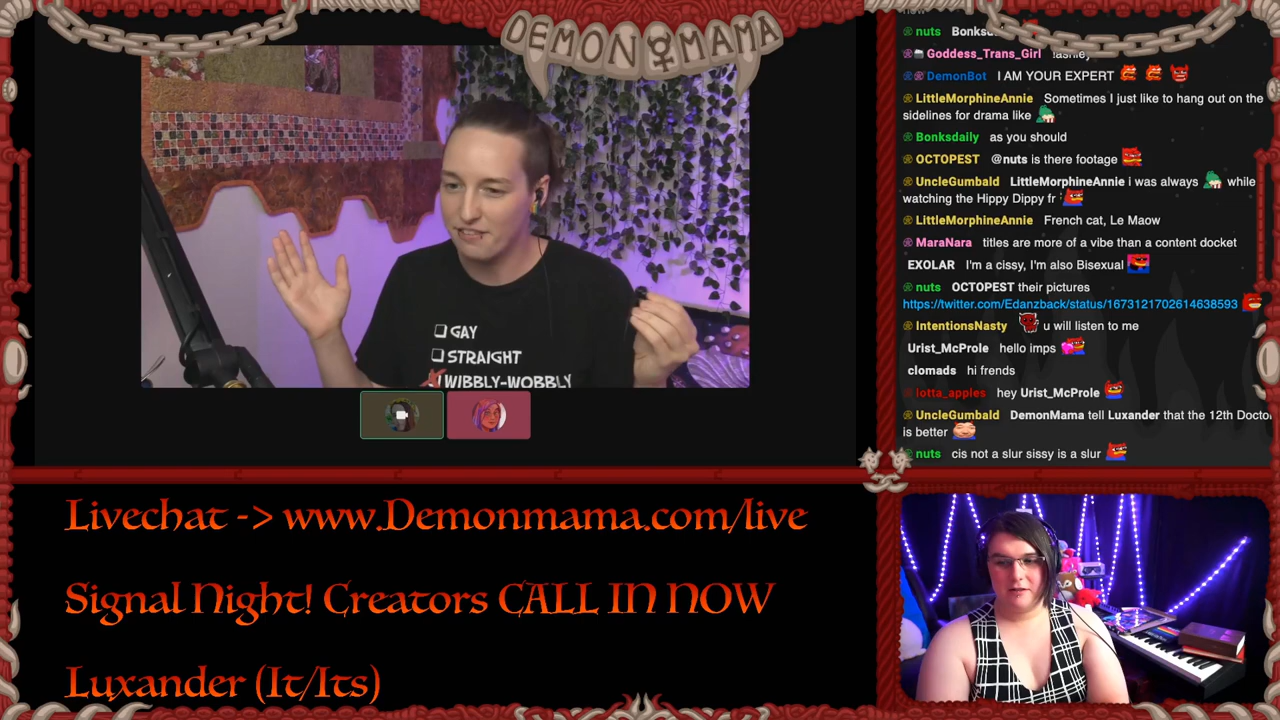 DEMON MAMA
GAY
STRAIGHT
WIBBLY-WOBBLY
nuts Bonksd
Goddess_Trans_Girl !ashley
DemonBot I AM YOUR EXPERT
LittleMorphineAnnie Sometimes I just like to hang out on the
sidelines for drama like
Bonksdaily as you should
OCTOPEST @nuts is there footage
UncleGumbald LittleMorphineAnnie i was always while
watching the Hippy Dippy fr
LittleMorphineAnnie French cat, Le Maow
MaraNara titles are more of a vibe than a content docket
EXOLAR I'm a cissy, I'm also Bisexual
nuts OCTOPEST their pictures
https://twitter.com/Edanzback/status/1673121702614638593
IntentionsNasty u will listen to me
Urist_McProle hello imps
clomads hi frends
lotta_apples hey Urist_McProle
UncleGumbald DemonMama tell Luxander that the 12th Docto
is better
nuts cis not a slur sissy is a slur
Livechat -> www.Demonmama.com/live
Signal Night! Creators CALL IN NOW
Luxander (It/Its)